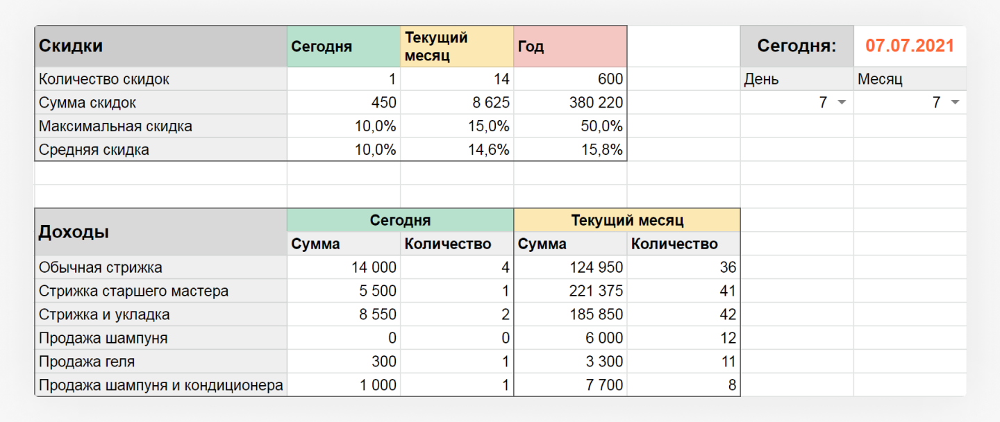 Скидки Сегодня Текущий месяц Год Сегодня: 07.07.2021
Количество скидок 1 14 600 День Месяц
Сумма скидок 450 8 625 380 220 7 7
Максимальная скидка 10,0% 15,0% 50,0%
Средняя скидка 10,0% 14,6% 15,8%
Доходы Сегодня Текущий месяц
Сумма Количество Сумма Количество
Обычная стрижка 14 000 4 124 950 36
Стрижка старшего мастера 5 500 1 221 375 41
Стрижка и укладка 8 550 2 185 850 42
Продажа шампуня 0 0 6 000 12
Продажа геля 300 1 3 300 11
Продажа шампуня и кондиционера 1 000 1 7 700 8